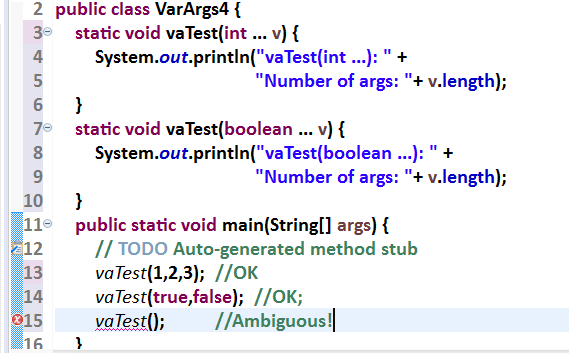 2 public class VarArgs4 {
3 static void vaTest(int ... v) {
4 System.out.println("vaTest(int ...): " +
5 "Number of args: "+ v.length);
6 }
7 static void vaTest(boolean ... v) {
8 System.out.println("vaTest(boolean ...): " +
9 "Number of args: "+ v.length);
10 }
11 public static void main(String[] args) {
12 // TODO Auto-generated method stub
13 vaTest(1,2,3); //OK
14 vaTest(true,false); //OK;
15 vaTest(); //Ambiguous!
16 }